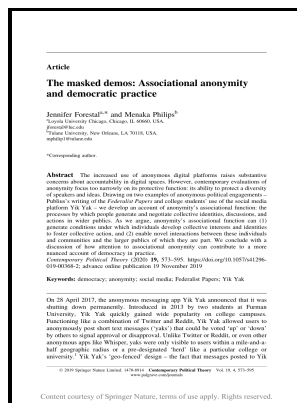 Article
The masked demos: Associational anonymity
and democratic practice
Jennifer Forestal a,* and Menaka Philips b
a Loyola University Chicago, Chicago, IL 60660, USA.
jforestal@luc.edu
b Tulane University, New Orleans, LA 70118, USA.
mphilip1@tulane.edu
*Corresponding author.
Abstract The increased use of anonymous digital platforms raises substantive
concerns about accountability in digital spaces. However, contemporary evaluations of
anonymity focus too narrowly on its protective function: its ability to protect a diversity
of speakers and ideas. Drawing on two examples of anonymous political engagements –
Publius's writing of the Federalist Papers and college students' use of the social media
platform Yik Yak – we develop an account of anonymity's associational function: the
processes by which people generate and negotiate collective identities, discussions, and
actions in wider publics. As we argue, anonymity's associational function can (1)
generate conditions under which individuals develop collective interests and identities
to foster collective action, and (2) enable novel interactions between these individuals
and communities and the larger publics of which they are part. We conclude with a
discussion of how attention to associational anonymity can contribute to a more
nuanced account of democracy in practice.
Contemporary Political Theory (2020) 19, 573–595. https://doi.org/10.1057/s41296-
019-00368-2; advance online publication 19 November 2019
Keywords: democracy; anonymity; social media; Federalist Papers; Yik Yak
On 28 April 2017, the anonymous messaging app Yik Yak announced that it was
shutting down permanently. Introduced in 2013 by two students at Furman
University, Yik Yak quickly gained wide popularity on college campuses.
Functioning like a combination of Twitter and Reddit, Yik Yak allowed users to
anonymously post short text messages ('yaks') that could be voted 'up' or 'down'
by others to signal approval or disapproval. Unlike Twitter or Reddit, or even other
anonymous apps like Whisper, yaks were only visible to users within a mile-and-a-
half geographic radius or a pre-designated 'herd' like a particular college or
university.1 Yik Yak's 'geo-fenced' design – the fact that messages posted to Yik
© 2019 Springer Nature Limited. 1470-8914 Contemporary Political Theory Vol. 19, 4, 573–595
www.palgrave.com/journals
Content courtesy of Springer Nature, terms of use apply. Rights reserved.